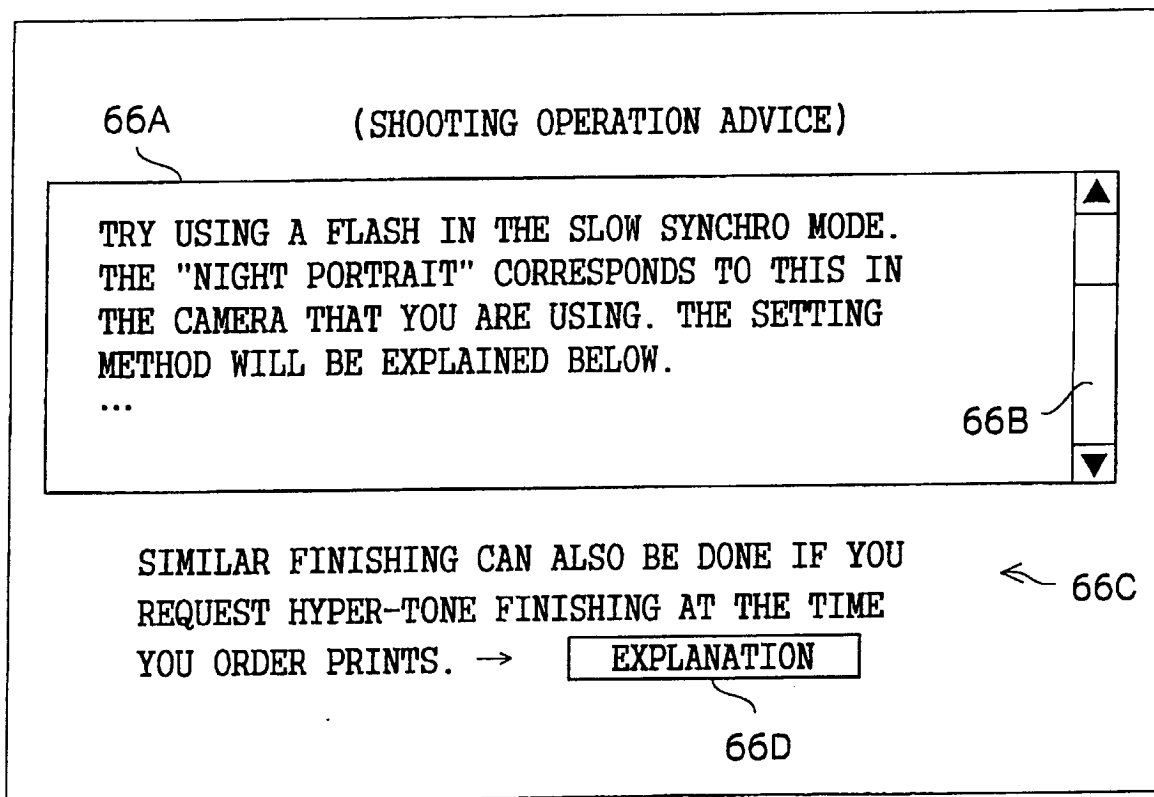 66A
(SHOOTING OPERATION ADVICE)
TRY USING A FLASH IN THE SLOW SYNCHRO MODE.
THE "NIGHT PORTRAIT" CORRESPONDS TO THIS IN
THE CAMERA THAT YOU ARE USING. THE SETTING
METHOD WILL BE EXPLAINED BELOW.
...
66B
SIMILAR FINISHING CAN ALSO BE DONE IF YOU
REQUEST HYPER-TONE FINISHING AT THE TIME
YOU ORDER PRINTS. → EXPLANATION
66C
66D